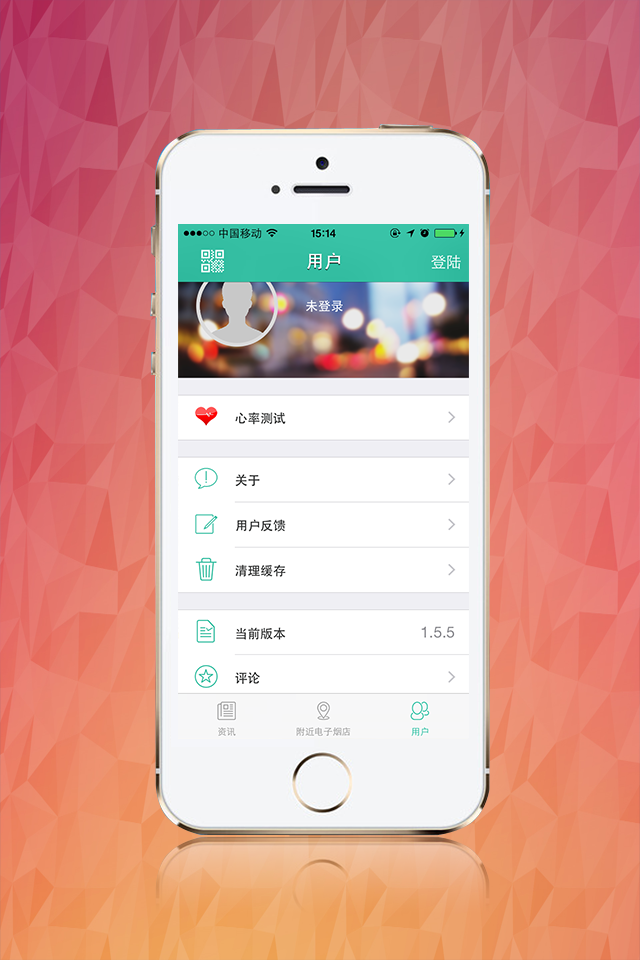 中国移动 15:14
用户 登陆
未登录
心率测试
关于
用户反馈
清理缓存
当前版本 1.5.5
评论
资讯 附近电子烟店 用户